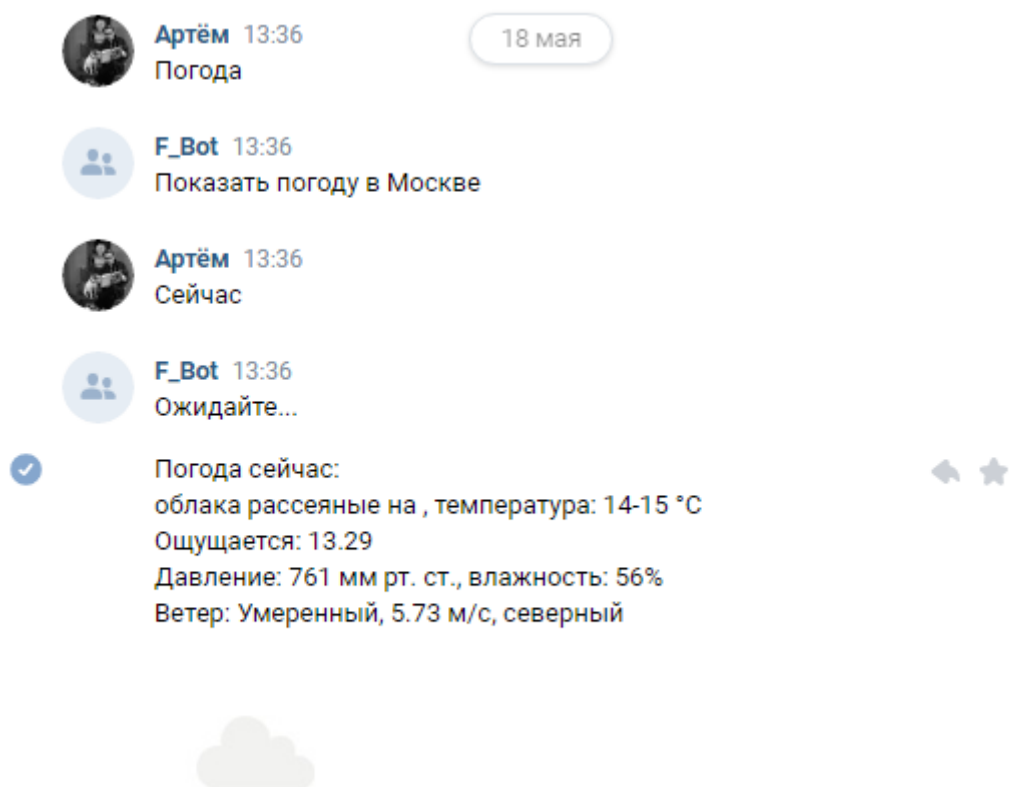 Артём 13:36
18 мая
Погода
F_Bot 13:36
Показать погоду в Москве
Артём 13:36
Сейчас
F_Bot 13:36
Ожидайте...
Погода сейчас:
облака рассеяные на , температура: 14-15 °C
Ощущается: 13.29
Давление: 761 мм рт. ст., влажность: 56%
Ветер: Умеренный, 5.73 м/с, северный